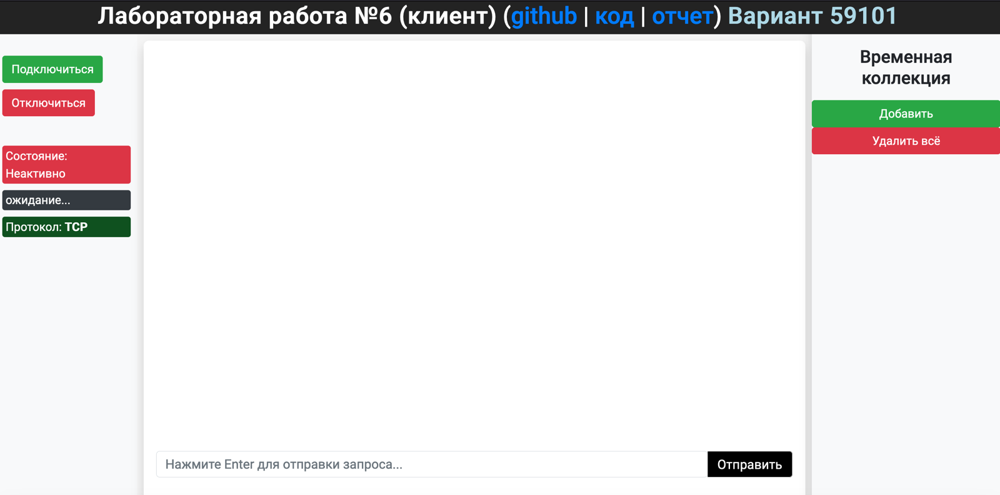 Лабораторная работа №6 (клиент) (github | код | отчет) Вариант 59101
Подключиться
Отключиться
Состояние:
Неактивно
ожидание...
Протокол: TCP
Нажмите Enter для отправки запроса...
Отправить
Временная
коллекция
Добавить
Удалить всё